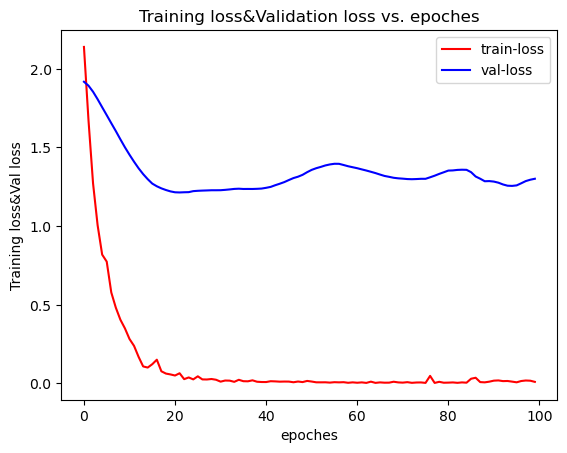 Training loss&Validation loss vs. epoches
train-loss
val-loss
Training loss&Val loss
2.0
1.5
1.0
0.5
0.0
0
20
40
60
80
100
epoches